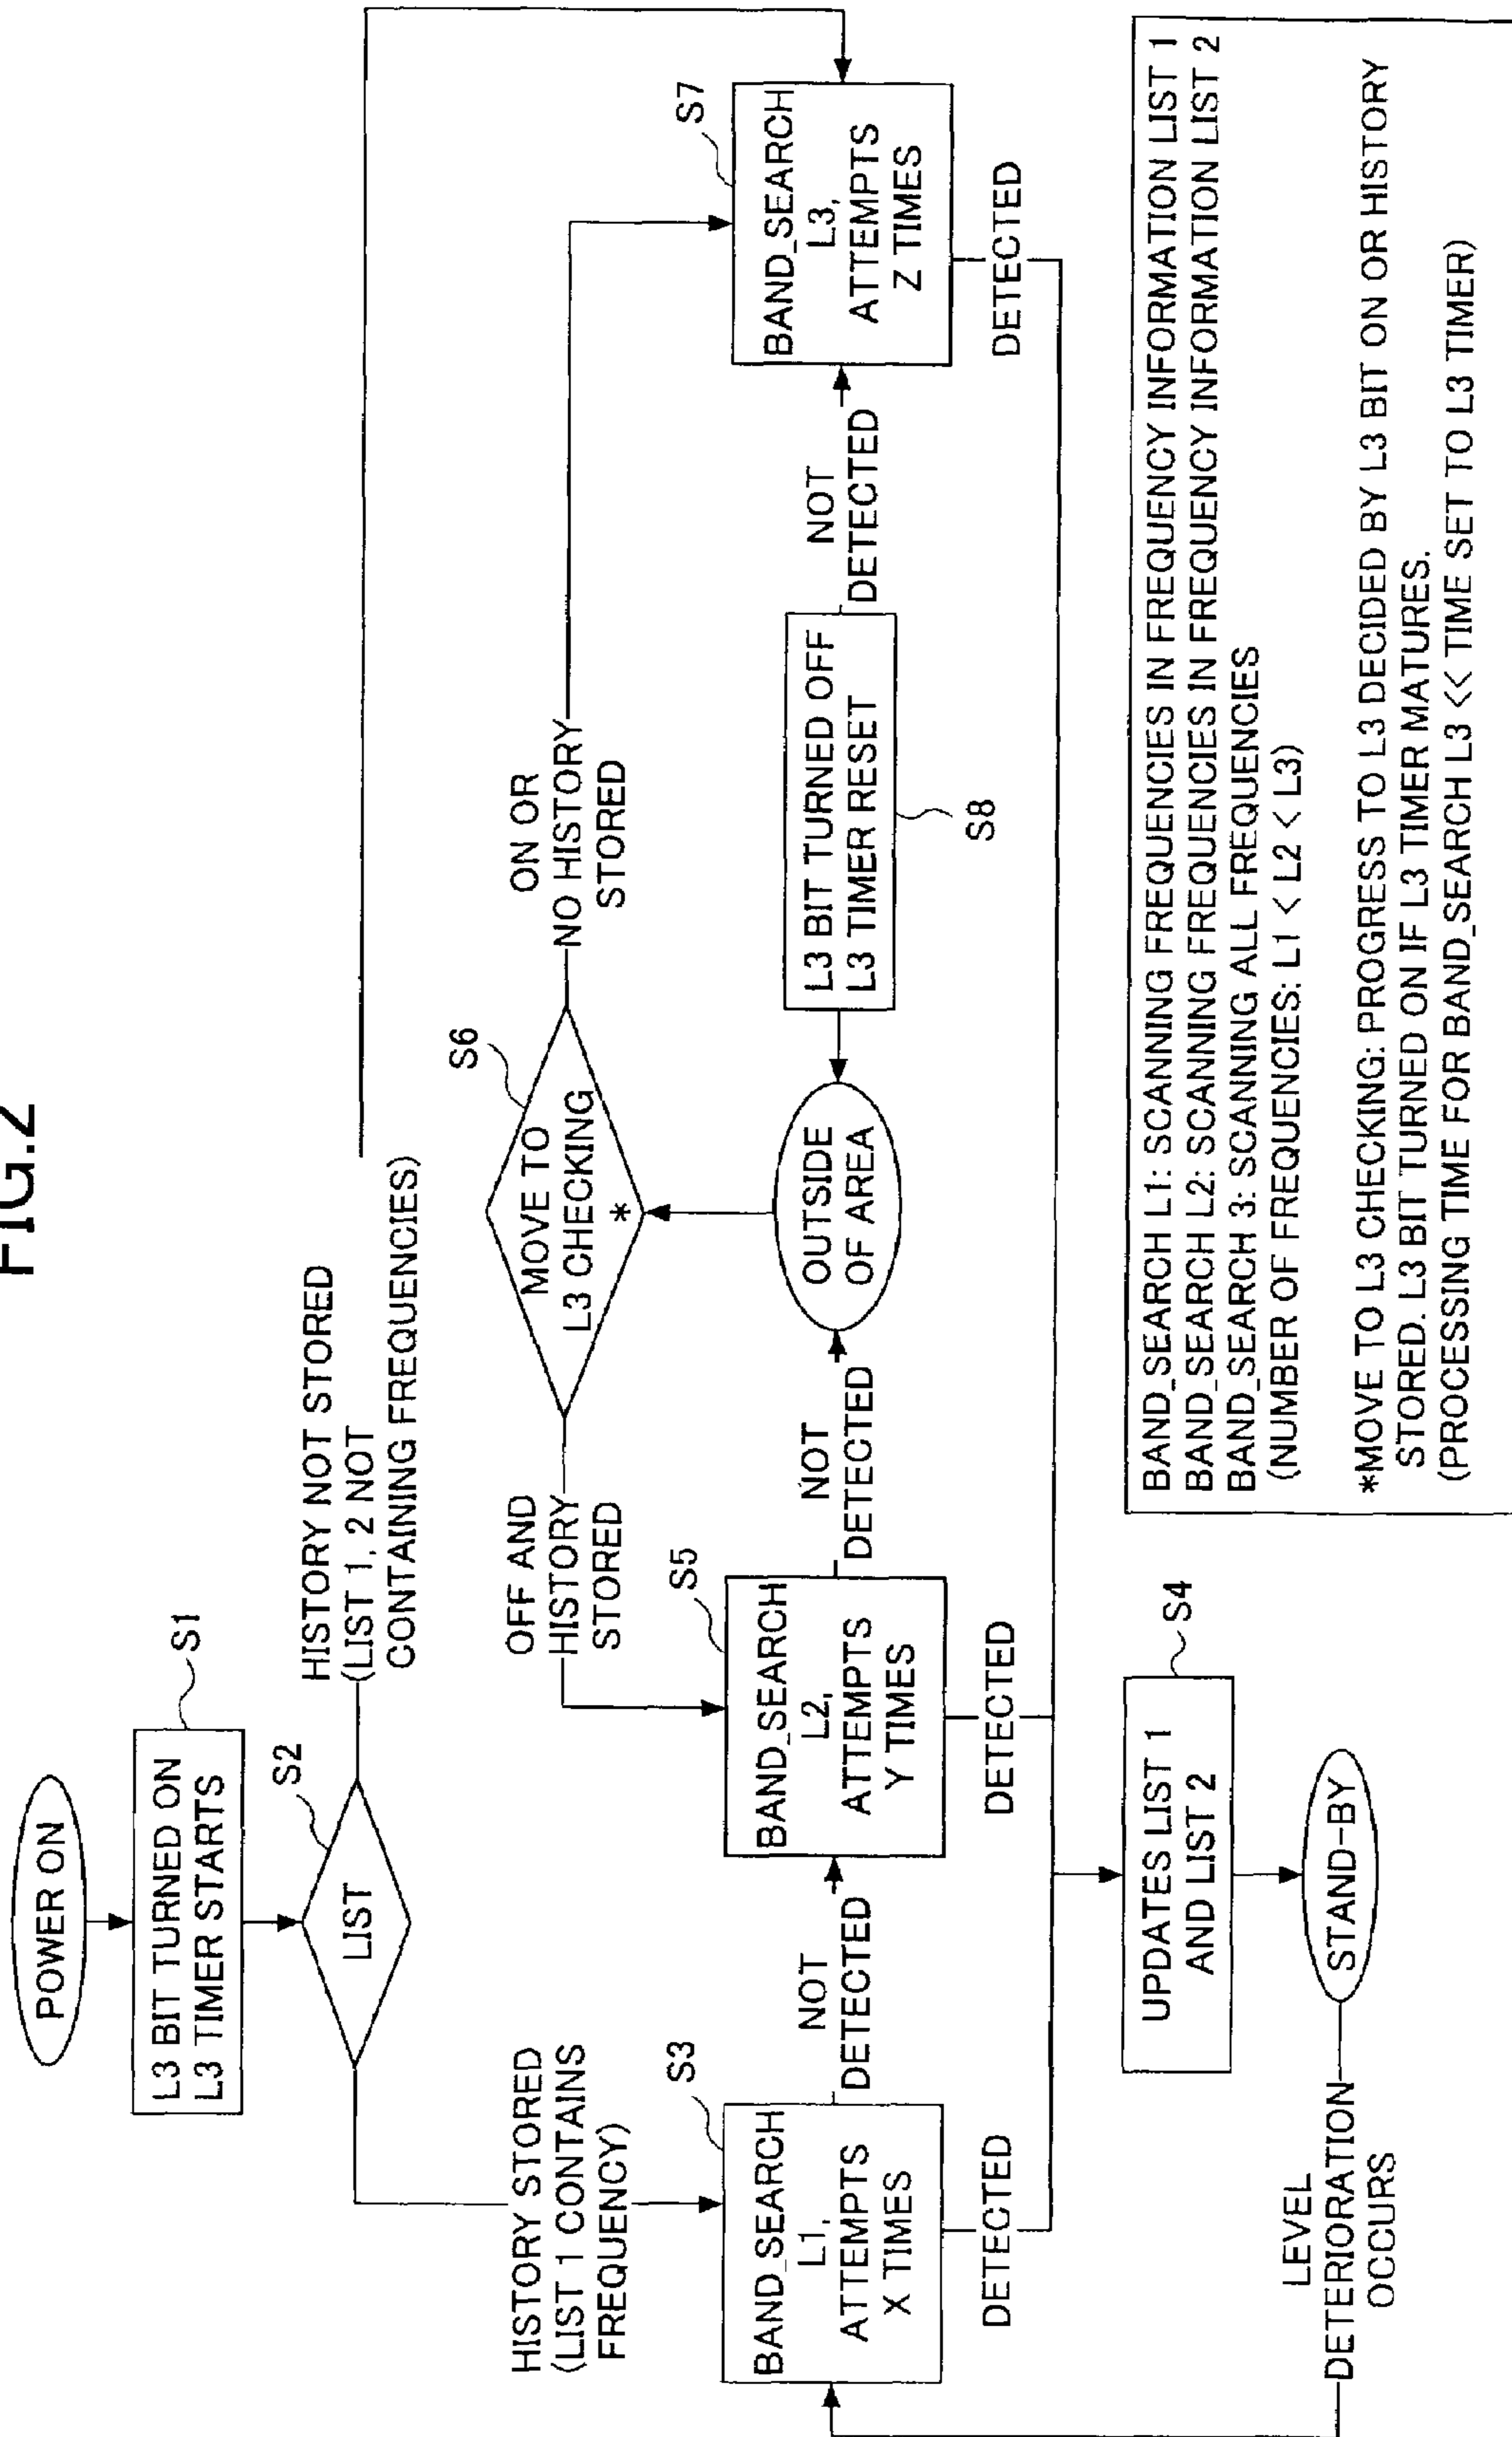 FIG.2
POWER ON
L3 BIT TURNED ON
L3 TIMER STARTS
S1
LIST
S2
HISTORY NOT STORED
(LIST 1, 2 NOT
CONTAINING FREQUENCIES)
HISTORY STORED
(LIST 1 CONTAINS
FREQUENCY)
OFF AND
HISTORY
STORED
MOVE TO
L3 CHECKING
*
S6
ON OR
NO HISTORY
STORED
BAND_SEARCH
L1,
ATTEMPTS
X TIMES
S3
NOT
DETECTED
BAND_SEARCH
L2,
ATTEMPTS
Y TIMES
S5
NOT
DETECTED
OUTSIDE
OF AREA
L3 BIT TURNED OFF
L3 TIMER RESET
S8
NOT
DETECTED
BAND_SEARCH
L3,
ATTEMPTS
Z TIMES
S7
DETECTED
DETECTED
DETECTED
UPDATES LIST 1
AND LIST 2
S4
STAND-BY
LEVEL
DETERIORATION
OCCURS
BAND_SEARCH L1: SCANNING FREQUENCIES IN FREQUENCY INFORMATION LIST 1
BAND_SEARCH L2: SCANNING FREQUENCIES IN FREQUENCY INFORMATION LIST 2
BAND_SEARCH 3: SCANNING ALL FREQUENCIES
(NUMBER OF FREQUENCIES: L1 < L2 < L3)
*MOVE TO L3 CHECKING: PROGRESS TO L3 DECIDED BY L3 BIT ON OR HISTORY
STORED. L3 BIT TURNED ON IF L3 TIMER MATURES.
(PROCESSING TIME FOR BAND_SEARCH L3 << TIME SET TO L3 TIMER)